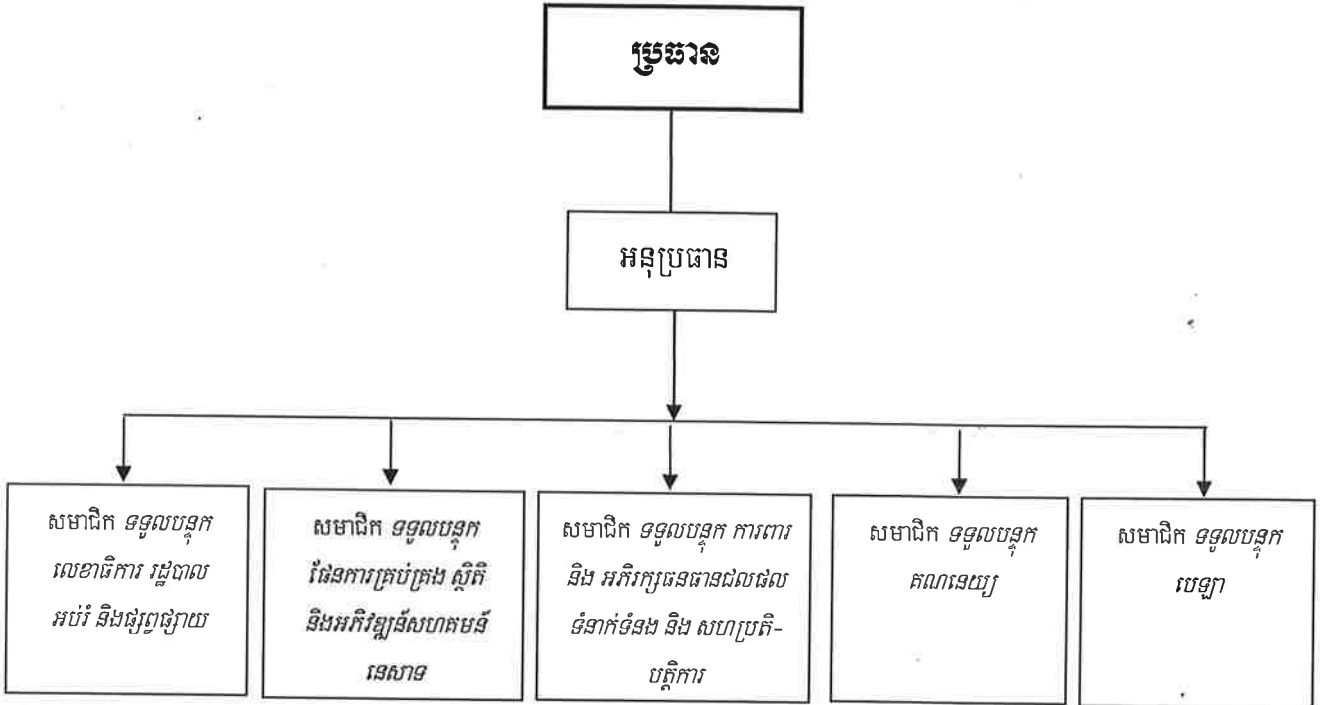 ប្រធាន
អនុប្រធាន
សមាជិក ទទួលបន្ទុក
លេខាធិការ រដ្ឋបាល
អប់រំ និងផ្សព្វផ្សាយ
សមាជិក ទទួលបន្ទុក
ផែនការគ្រប់គ្រង ស្ថិតិ
និងអភិវឌ្ឍន៍សហគមន៍
នេសាទ
សមាជិក ទទួលបន្ទុក ការពារ
និង អភិរក្សធនធានជលផល
ទំនាក់ទំនង និង សហប្រតិ-
បត្តិការ
សមាជិក ទទួលបន្ទុក
គណនេយ្យ
សមាជិក ទទួលបន្ទុក
បេឡា